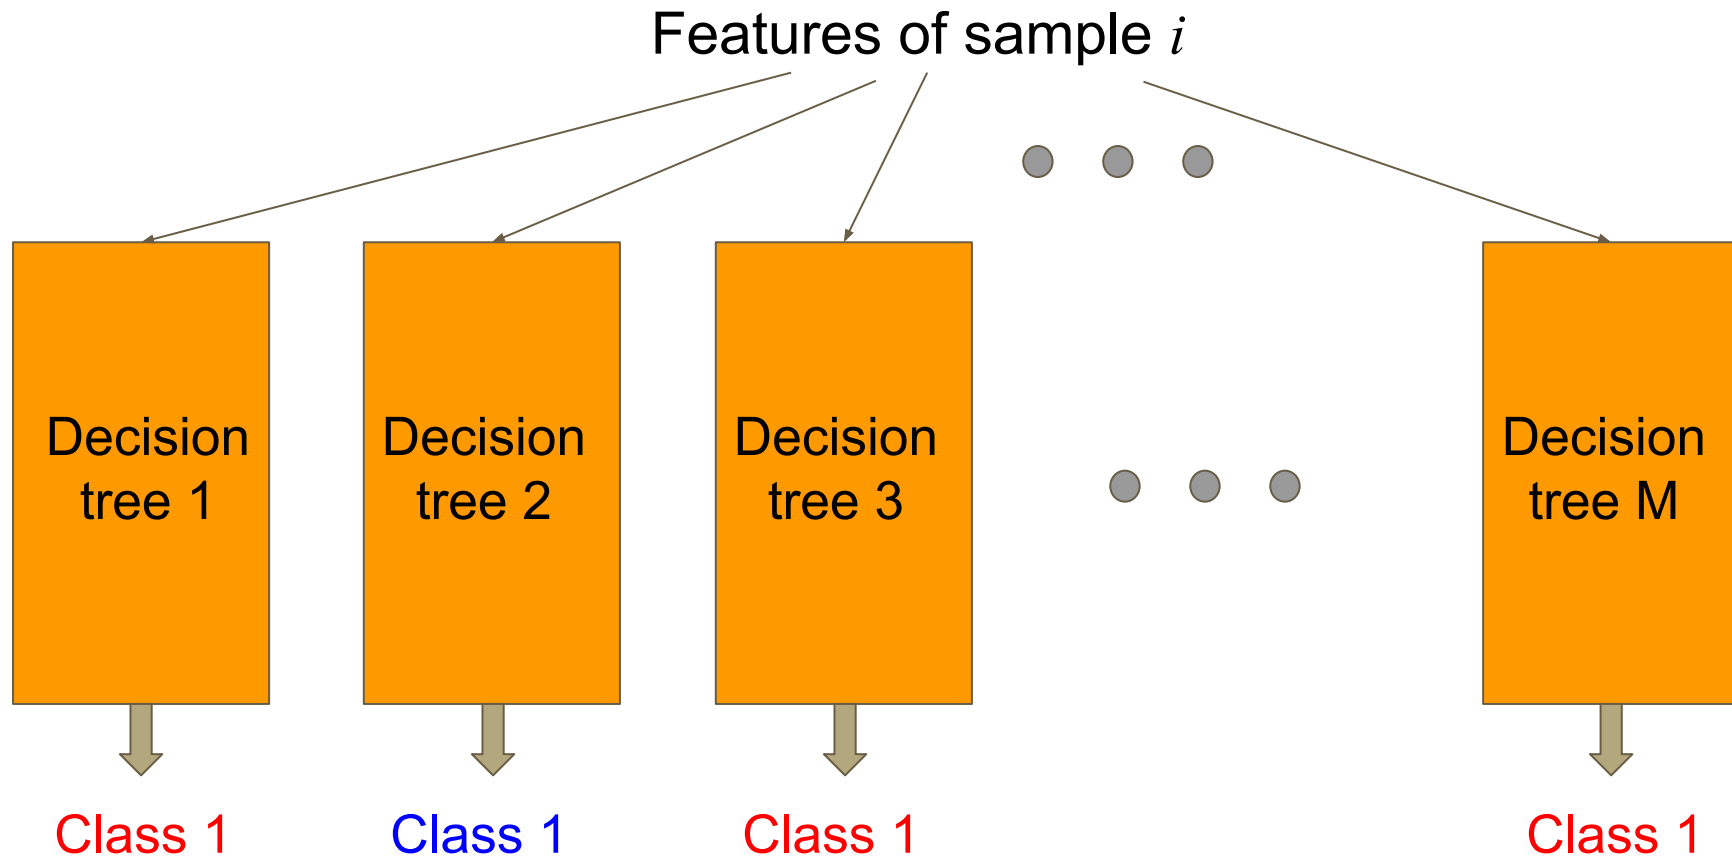 Features of sample i
Decision
tree 1
Decision
tree 2
Decision
tree 3
Decision
tree M
Class 1
Class 1
Class 1
Class 1